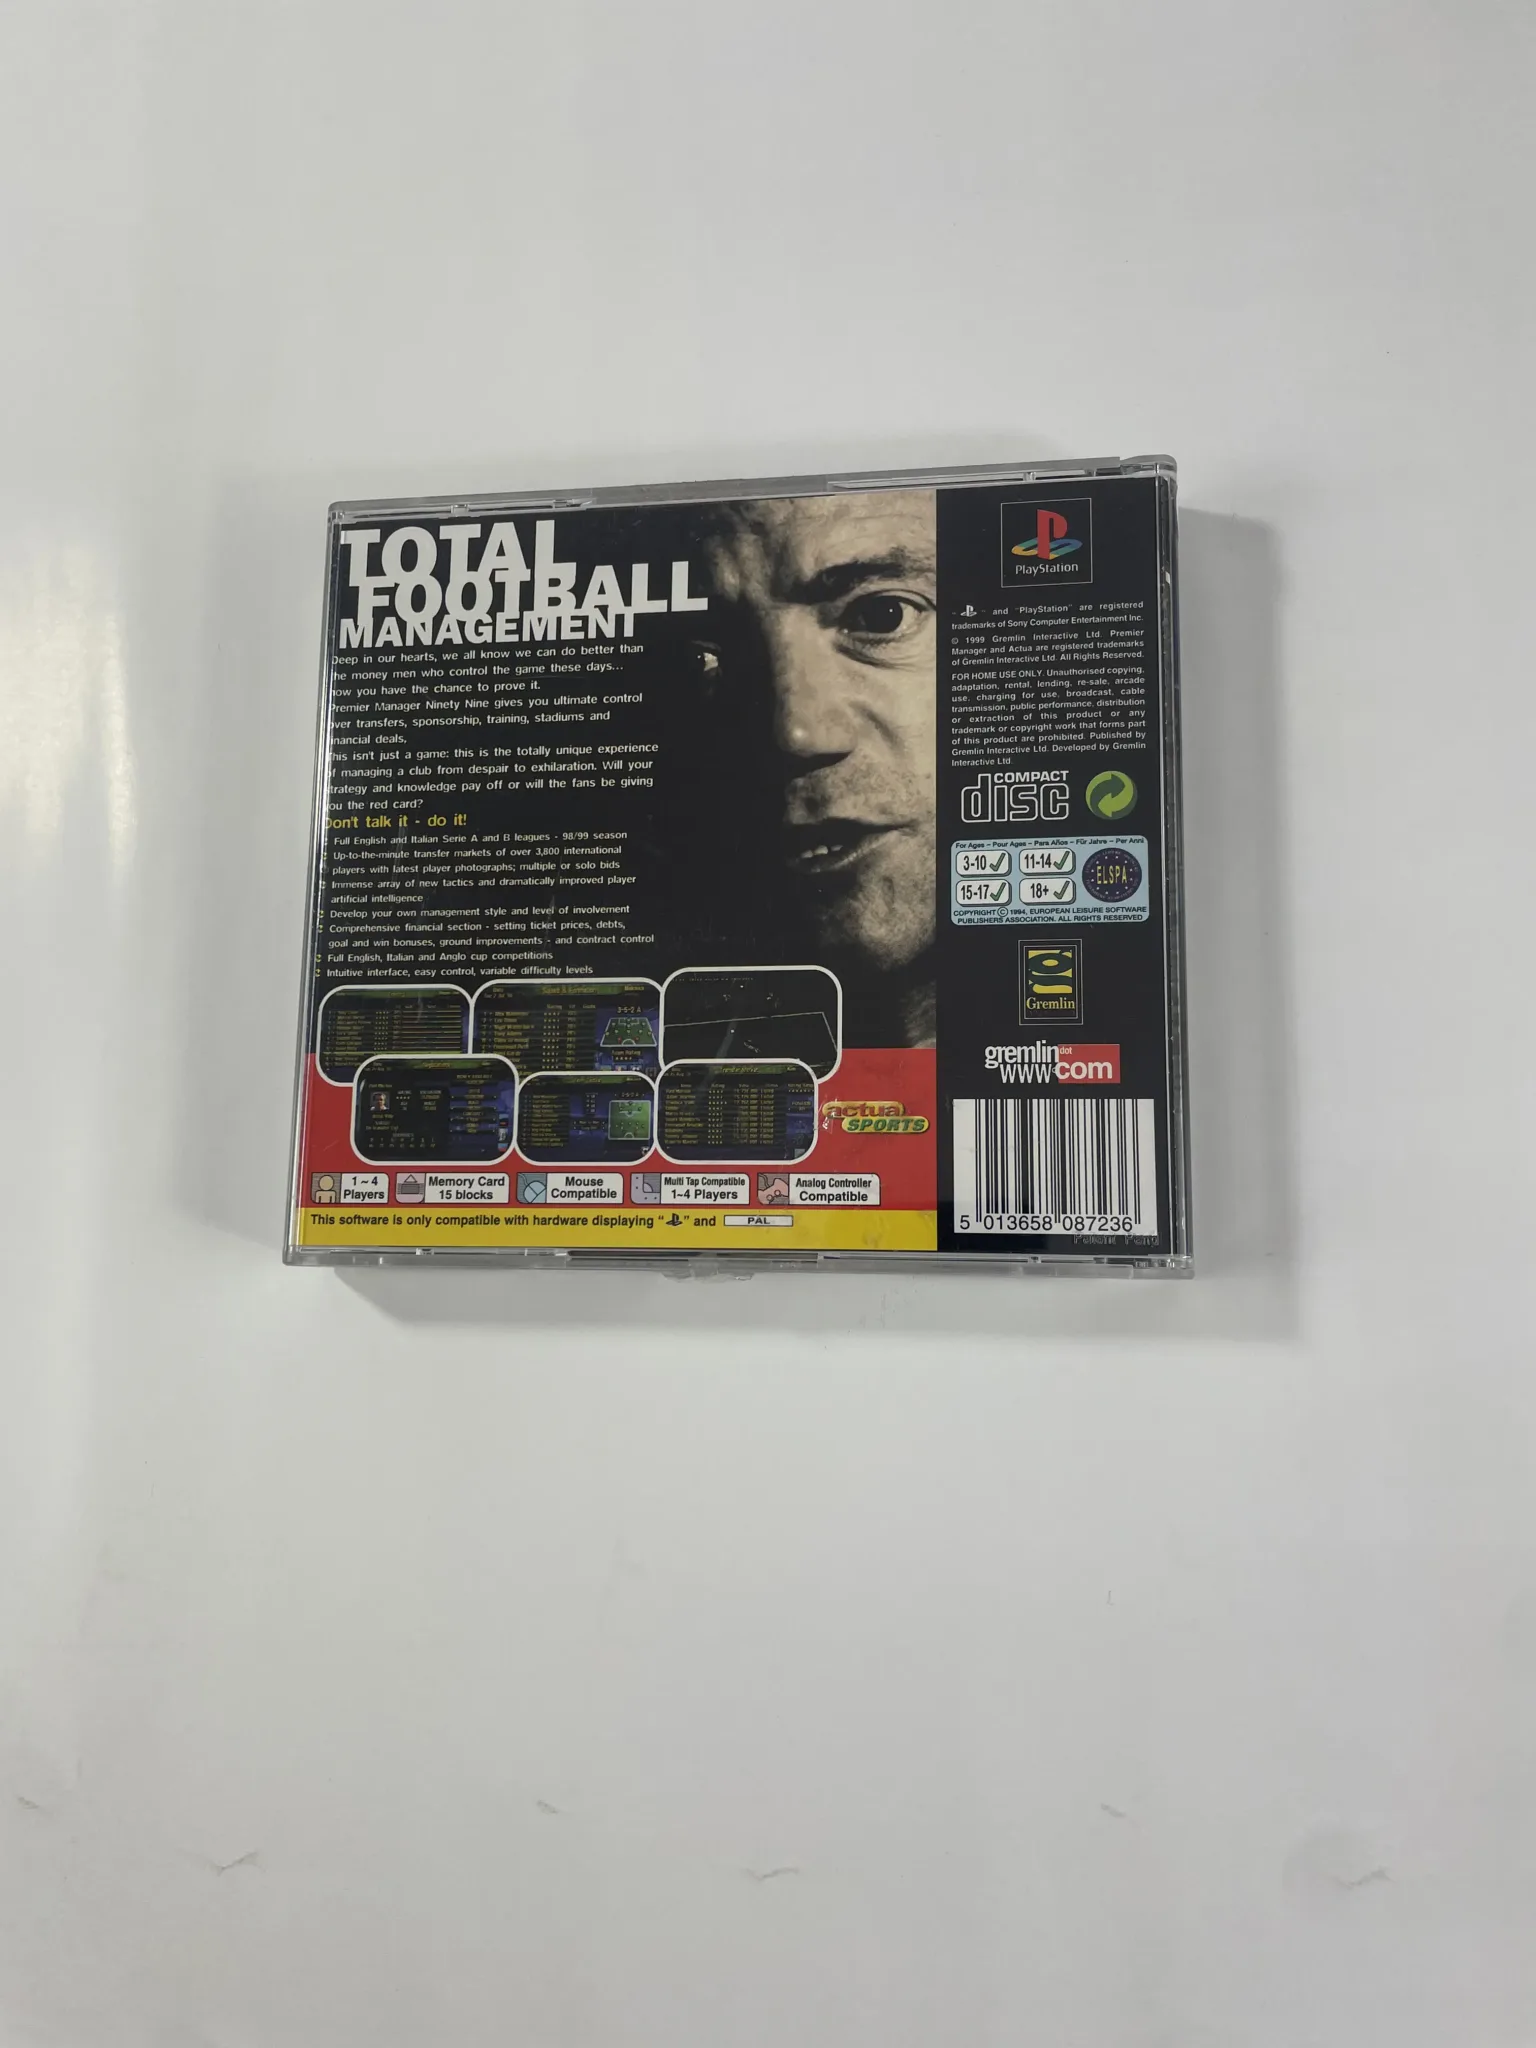 TOTAL
FOOTBALL
MANAGEMENT
Deep in our hearts, we all know we can do better than
the money men who control the game these days...
now you have the chance to prove it.
Premier Manager Ninety Nine gives you ultimate control
over transfers, sponsorship, training, stadiums and
financial deals.
This isn't just a game: this is the totally unique experience
of managing a club from despair to exhilaration. Will your
strategy and knowledge pay off or will the fans be giving
you the red card?
Don't talk it - do it!
Full English and Italian Serie A and B leagues - 98/99 season
Up-to-the-minute transfer markets of over 3,800 international
players with latest player photographs; multiple or solo bids
Immense array of new tactics and dramatically improved player
artificial intelligence
Develop your own management style and level of involvement
Comprehensive financial section - setting ticket prices, debts,
goal and win bonuses, ground improvements - and contract control
Full English, Italian and Anglo cup competitions
Intuitive interface, easy control, variable difficulty levels
3-5-2 A
actua
SPORTS
1~4
Players
Memory Card
15 blocks
Mouse
Compatible
Multi Tap Compatible
1~4 Players
Analog Controller
Compatible
This software is only compatible with hardware displaying " " and PAL
PlayStation
" " and "PlayStation" are registered
trademarks of Sony Computer Entertainment Inc.
© 1999 Gremlin Interactive Ltd. Premier
Manager and Actua are registered trademarks
of Gremlin Interactive Ltd. All Rights Reserved.
FOR HOME USE ONLY. Unauthorised copying,
adaptation, rental, lending, re-sale, arcade
use, charging for use, broadcast, cable
transmission, public performance, distribution
or extraction of this product or any
trademark or copyright work that forms part
of this product are prohibited. Published by
Gremlin Interactive Ltd. Developed by Gremlin
Interactive Ltd
COMPACT
disc
For Ages – Pour Ages – Para Años – Für Jahre – Per Anni
3-10 11-14
15-17 18+
ELSPA
COPYRIGHT © 1994, EUROPEAN LEISURE SOFTWARE
PUBLISHERS ASSOCIATION. ALL RIGHTS RESERVED
Gremlin
gremlin dot
www.com
5 013658 087236